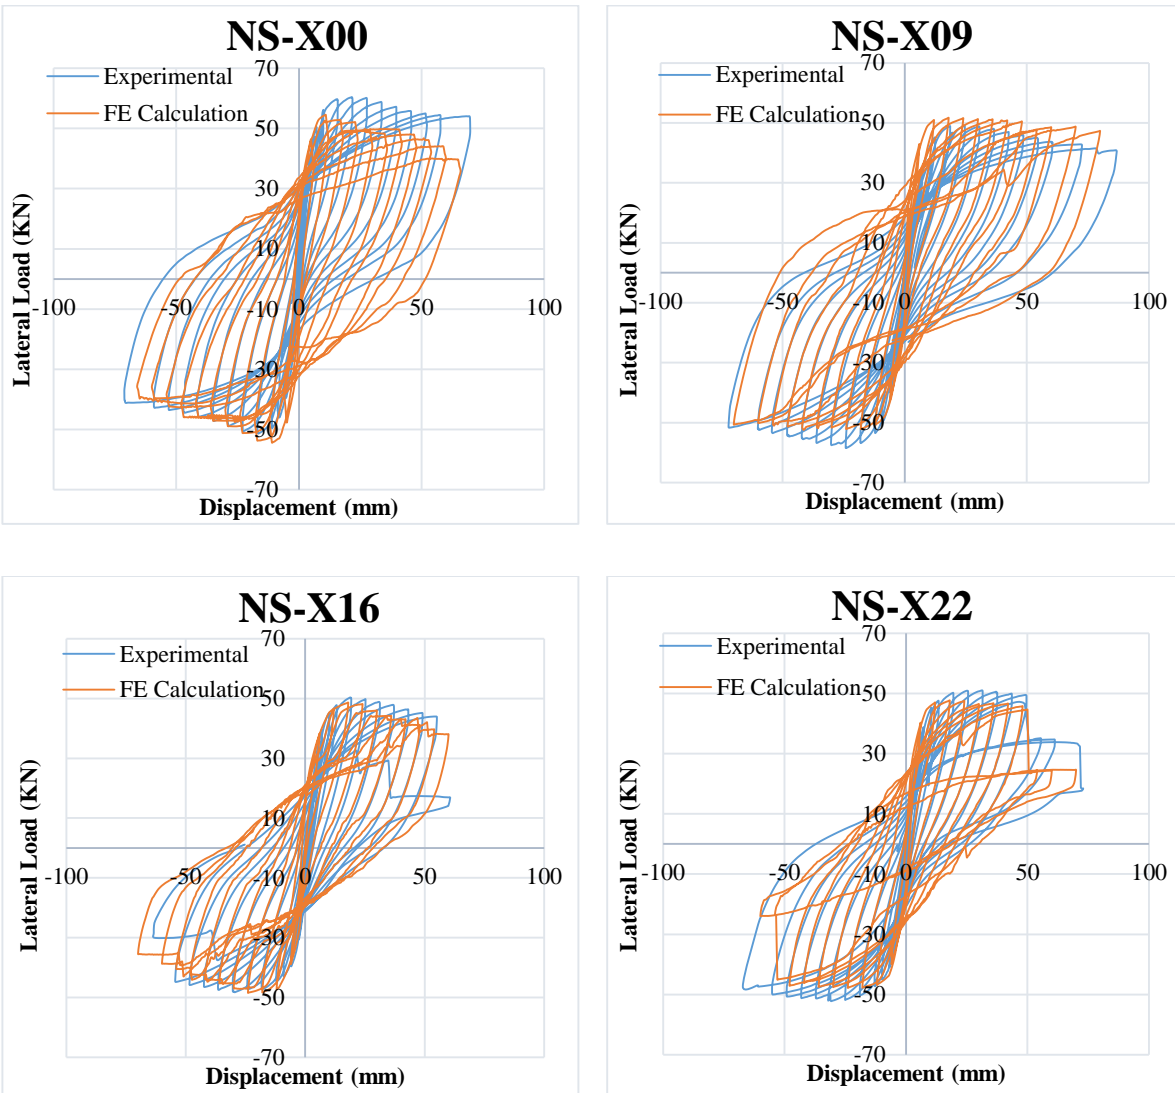 NS-X00
70
Experimental
FE Calculation
50
30
10
-100
-50
-10
0
50
100
-30
-50
-70
Lateral Load (KN)
Displacement (mm)
NS-X09
70
Experimental
FE Calculation
50
30
10
-100
-50
-10
0
50
100
-30
-50
-70
Lateral Load (KN)
Displacement (mm)
NS-X16
70
Experimental
FE Calculation
50
30
10
-100
-50
-10
0
50
100
-30
-50
-70
Lateral Load (KN)
Displacement (mm)
NS-X22
70
Experimental
FE Calculation
50
30
10
-100
-50
-10
0
50
100
-30
-50
-70
Lateral Load (KN)
Displacement (mm)